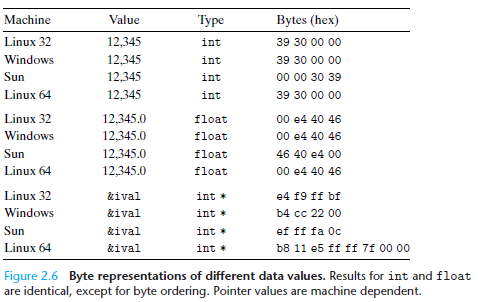 Machine Value Type Bytes (hex)
Linux 32 12,345 int 39 30 00 00
Windows 12,345 int 39 30 00 00
Sun 12,345 int 00 00 30 39
Linux 64 12,345 int 39 30 00 00
Linux 32 12,345.0 float 00 e4 40 46
Windows 12,345.0 float 00 e4 40 46
Sun 12,345.0 float 46 40 e4 00
Linux 64 12,345.0 float 00 e4 40 46
Linux 32 &ival int * e4 f9 ff bf
Windows &ival int * b4 cc 22 00
Sun &ival int * ef ff fa 0c
Linux 64 &ival int * b8 11 e5 ff ff 7f 00 00
Figure 2.6 Byte representations of different data values. Results for int and float
are identical, except for byte ordering. Pointer values are machine dependent.